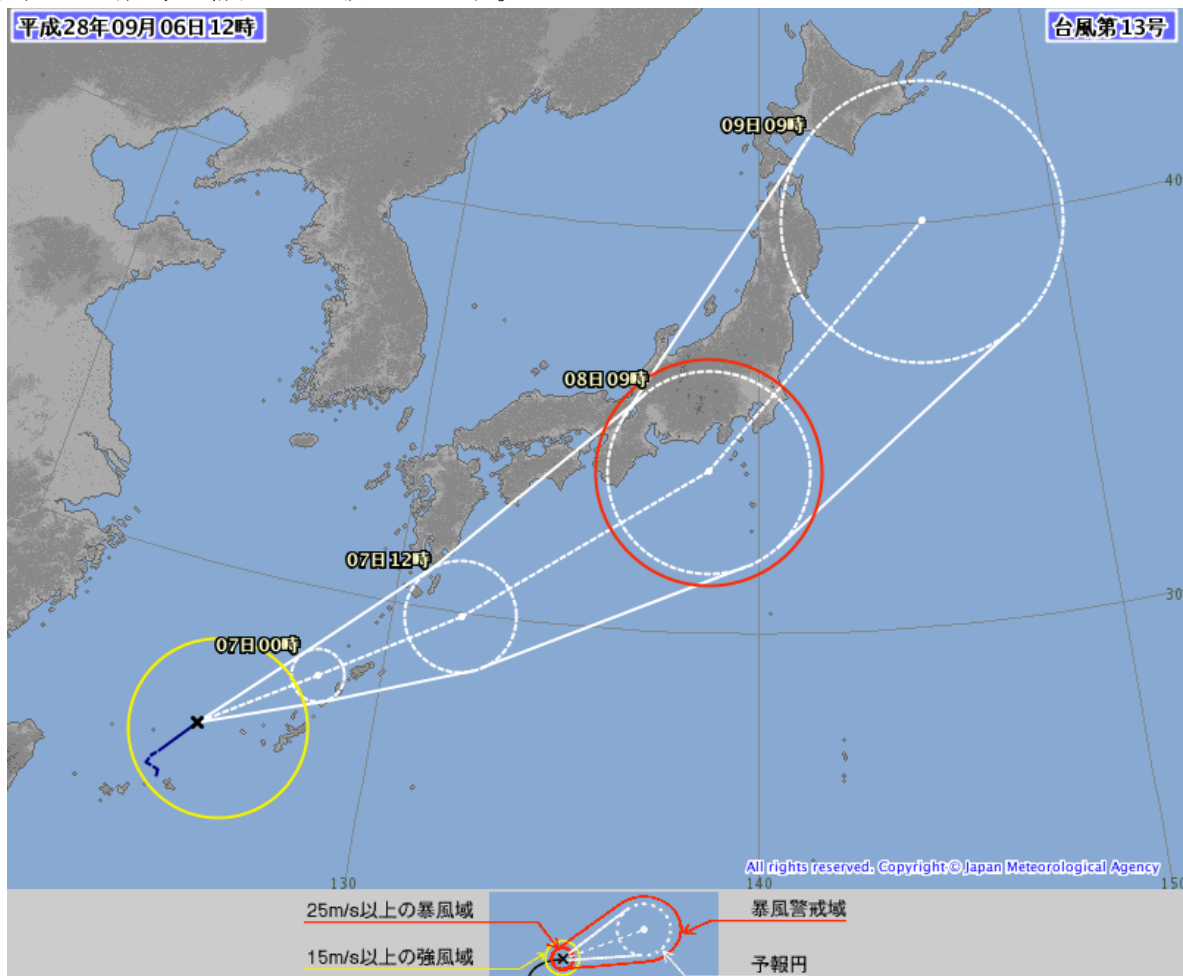 平成28年09月06日12時
台風第13号
09日09時
40
08日09時
07日12時
30
07日00時
All rights reserved. Copyright © Japan Meteorological Agency
130
140
150
25m/s以上の暴風域
暴風警戒域
15m/s以上の強風域
予報円